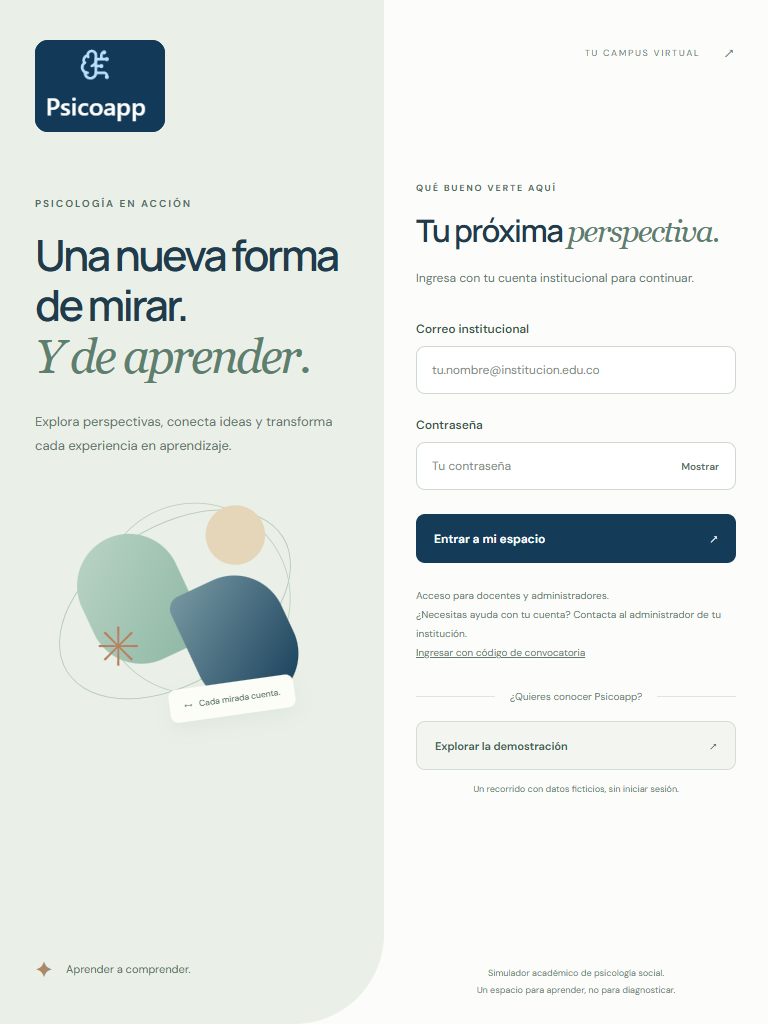 Psicoapp
PSICOLOGÍA EN ACCIÓN
Una nueva forma
de mirar.
Y de aprender.
Explora perspectivas, conecta ideas y transforma
cada experiencia en aprendizaje.
↔ Cada mirada cuenta.
Aprender a comprender.
TU CAMPUS VIRTUAL ↗
QUÉ BUENO VERTE AQUÍ
Tu próxima perspectiva.
Ingresa con tu cuenta institucional para continuar.
Correo institucional
tu.nombre@institucion.edu.co
Contraseña
Tu contraseña Mostrar
Entrar a mi espacio ↗
Acceso para docentes y administradores.
¿Necesitas ayuda con tu cuenta? Contacta al administrador de tu
institución.
Ingresar con código de convocatoria
¿Quieres conocer Psicoapp?
Explorar la demostración ↗
Un recorrido con datos ficticios, sin iniciar sesión.
Simulador académico de psicología social.
Un espacio para aprender, no para diagnosticar.